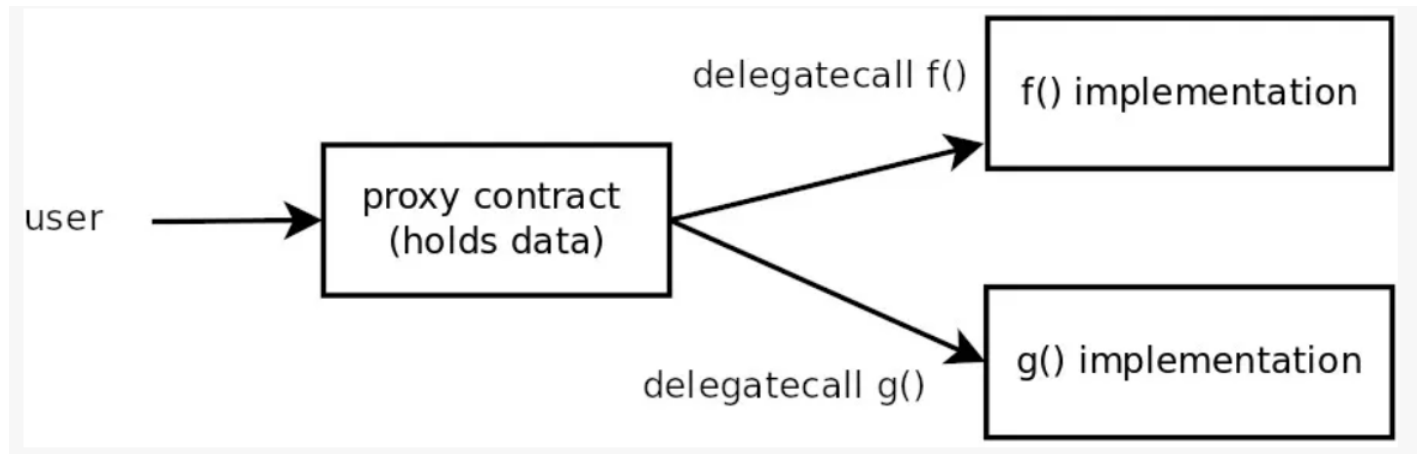 delegatecall f()
f() implementation
user
proxy contract
(holds data)
delegatecall g()
g() implementation